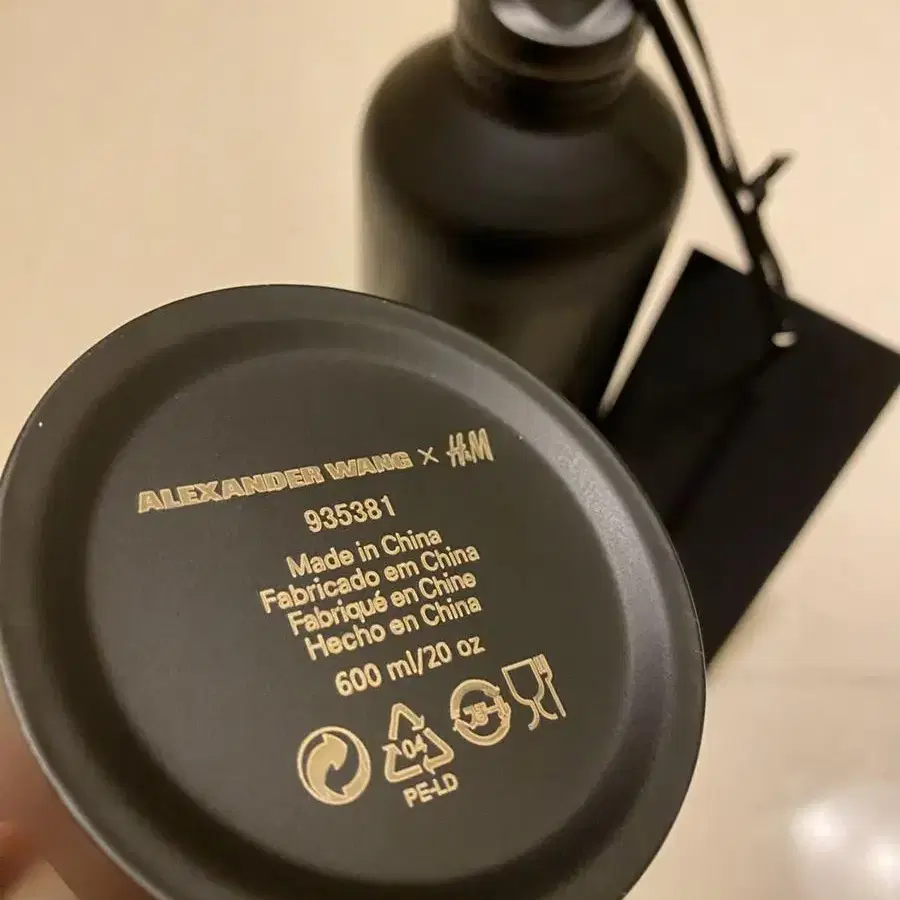 ALEXANDER WANG × H&M
935381
Made in China
Fabricado em China
Fabriqué en Chine
Hecho en China
600 ml/20 oz
04
PE-LD